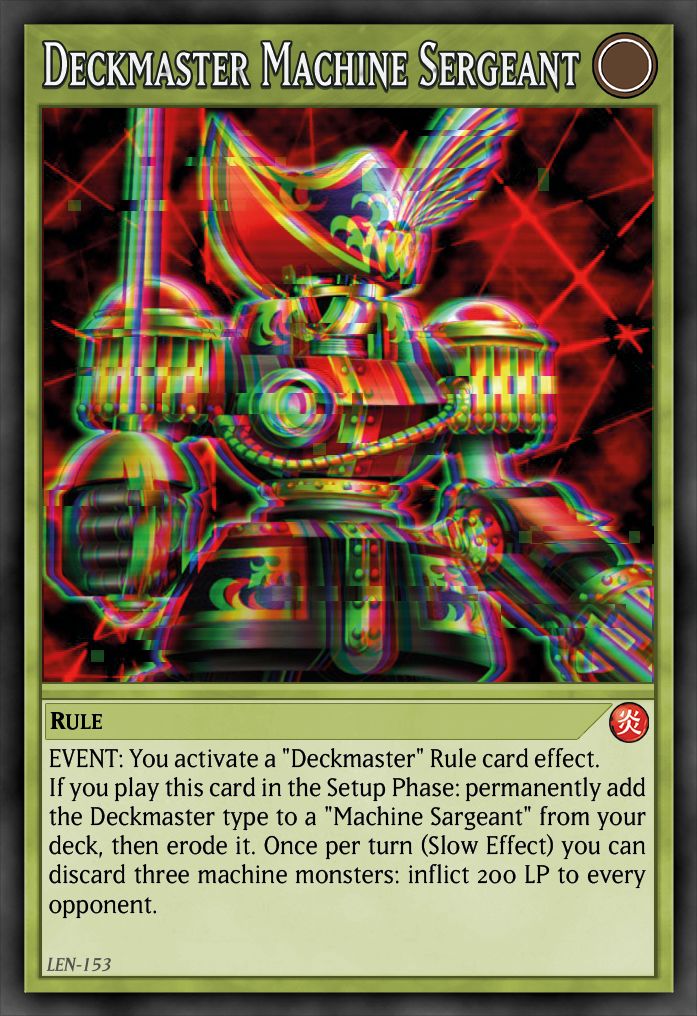 Deckmaster Machine Sergeant
Rule
炎
EVENT: You activate a "Deckmaster" Rule card effect.
If you play this card in the Setup Phase: permanently add
the Deckmaster type to a "Machine Sargeant" from your
deck, then erode it. Once per turn (Slow Effect) you can
discard three machine monsters: inflict 200 LP to every
opponent.
LEN-153